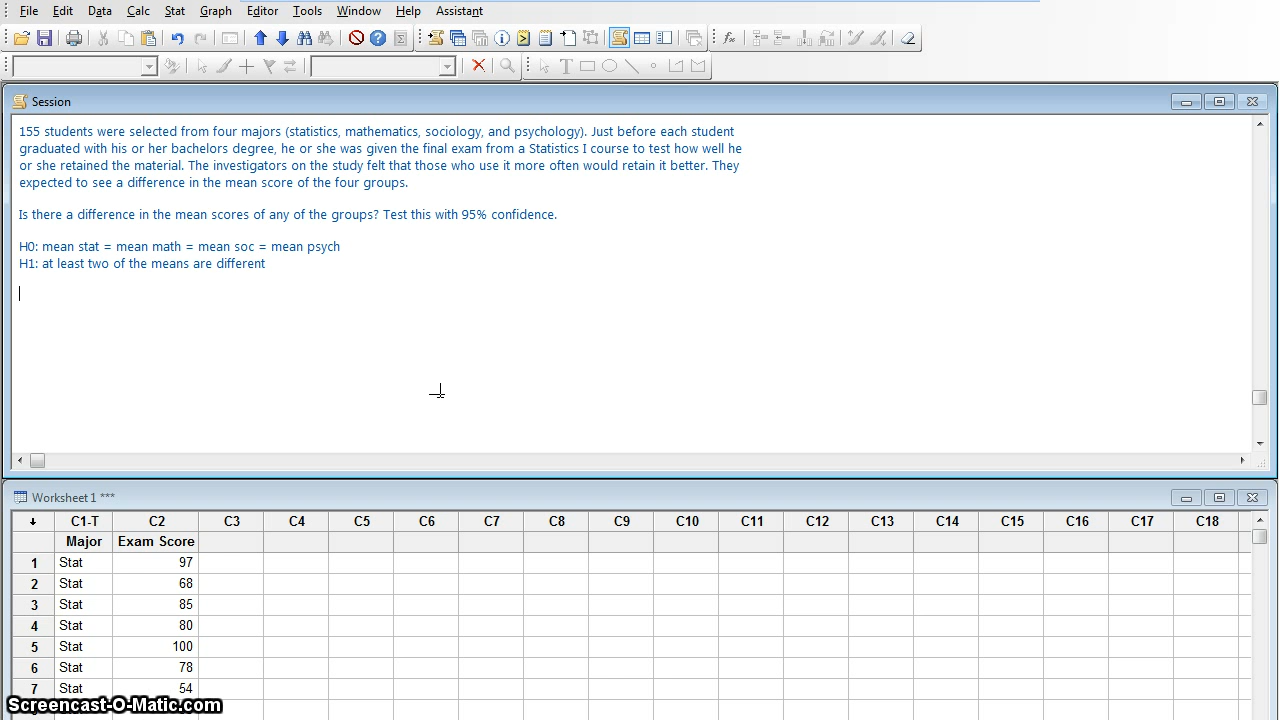 File Edit Data Calc Stat Graph Editor Tools Window Help Assistant
Session
155 students were selected from four majors (statistics, mathematics, sociology, and psychology). Just before each student
graduated with his or her bachelors degree, he or she was given the final exam from a Statistics I course to test how well he
or she retained the material. The investigators on the study felt that those who use it more often would retain it better. They
expected to see a difference in the mean score of the four groups.
Is there a difference in the mean scores of any of the groups? Test this with 95% confidence.
H0: mean stat = mean math = mean soc = mean psych
H1: at least two of the means are different
Worksheet 1 ***
C1-T C2 C3 C4 C5 C6 C7 C8 C9 C10 C11 C12 C13 C14 C15 C16 C17 C18
Major Exam Score
1 Stat 97
2 Stat 68
3 Stat 85
4 Stat 80
5 Stat 100
6 Stat 78
7 Stat 54
Screencast-O-Matic.com